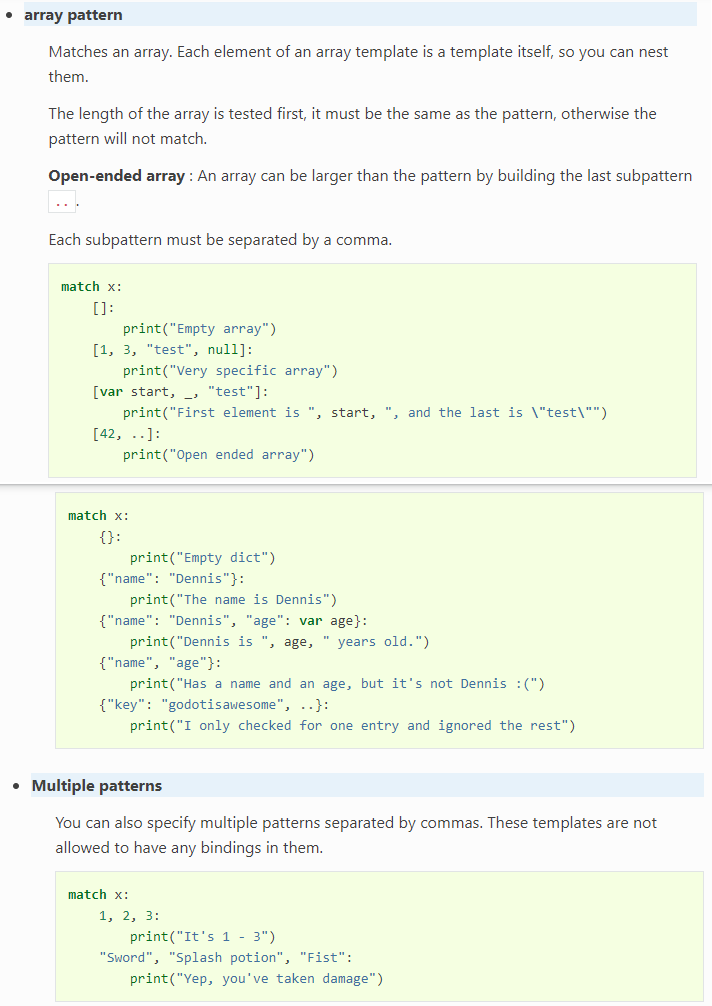 • array pattern
Matches an array. Each element of an array template is a template itself, so you can nest
them.
The length of the array is tested first, it must be the same as the pattern, otherwise the
pattern will not match.
Open-ended array : An array can be larger than the pattern by building the last subpattern
...
Each subpattern must be separated by a comma.
match x:
    []:
        print("Empty array")
    [1, 3, "test", null]:
        print("Very specific array")
    [var start, _, "test"]:
        print("First element is ", start, ", and the last is \"test\"")
    [42, ..]:
        print("Open ended array")
match x:
    {}:
        print("Empty dict")
    {"name": "Dennis"}:
        print("The name is Dennis")
    {"name": "Dennis", "age": var age}:
        print("Dennis is ", age, " years old.")
    {"name", "age"}:
        print("Has a name and an age, but it's not Dennis :(")
    {"key": "godotisawesome", ..}:
        print("I only checked for one entry and ignored the rest")
• Multiple patterns
You can also specify multiple patterns separated by commas. These templates are not
allowed to have any bindings in them.
match x:
    1, 2, 3:
        print("It's 1 - 3")
    "Sword", "Splash potion", "Fist":
        print("Yep, you've taken damage")